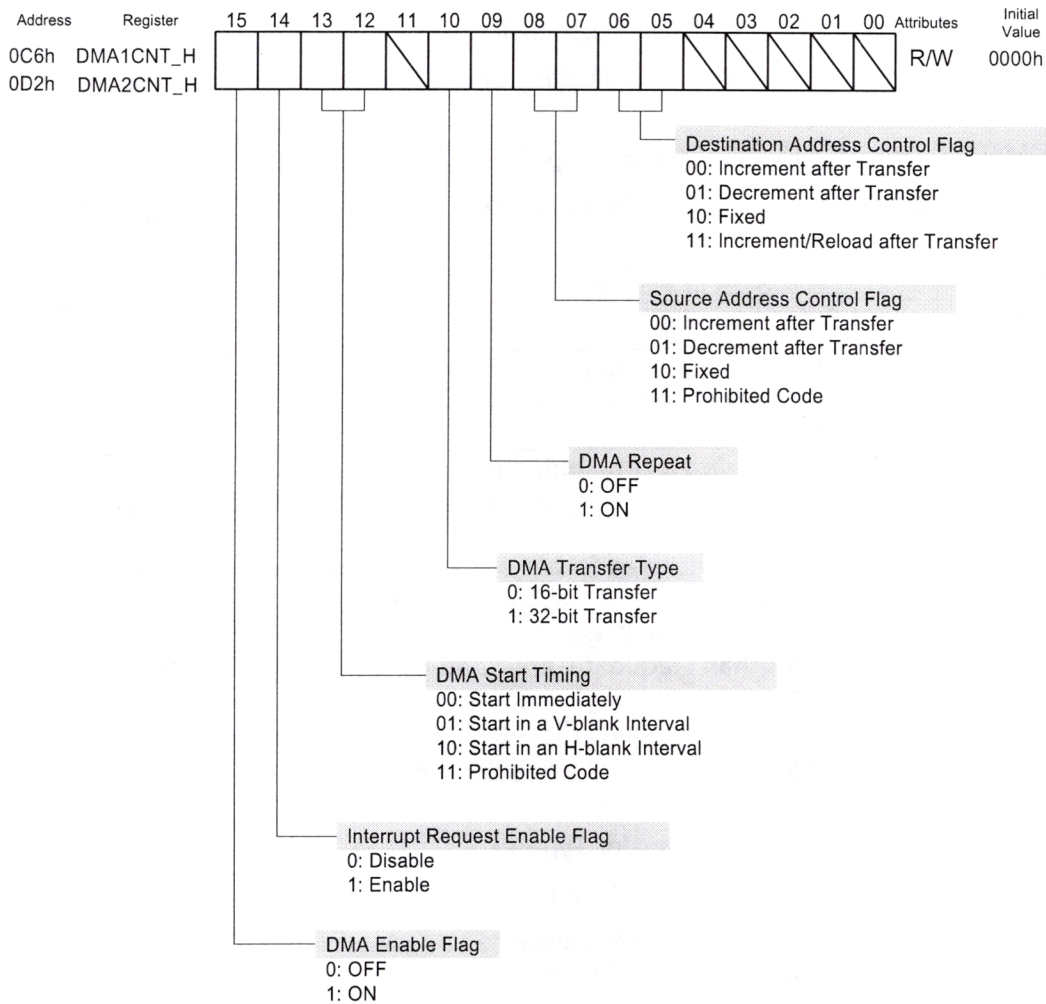 Address Register 15 14 13 12 11 10 09 08 07 06 05 04 03 02 01 00 Attributes Initial Value
0C6h DMA1CNT_H R/W 0000h
0D2h DMA2CNT_H
Destination Address Control Flag
00: Increment after Transfer
01: Decrement after Transfer
10: Fixed
11: Increment/Reload after Transfer
Source Address Control Flag
00: Increment after Transfer
01: Decrement after Transfer
10: Fixed
11: Prohibited Code
DMA Repeat
0: OFF
1: ON
DMA Transfer Type
0: 16-bit Transfer
1: 32-bit Transfer
DMA Start Timing
00: Start Immediately
01: Start in a V-blank Interval
10: Start in an H-blank Interval
11: Prohibited Code
Interrupt Request Enable Flag
0: Disable
1: Enable
DMA Enable Flag
0: OFF
1: ON